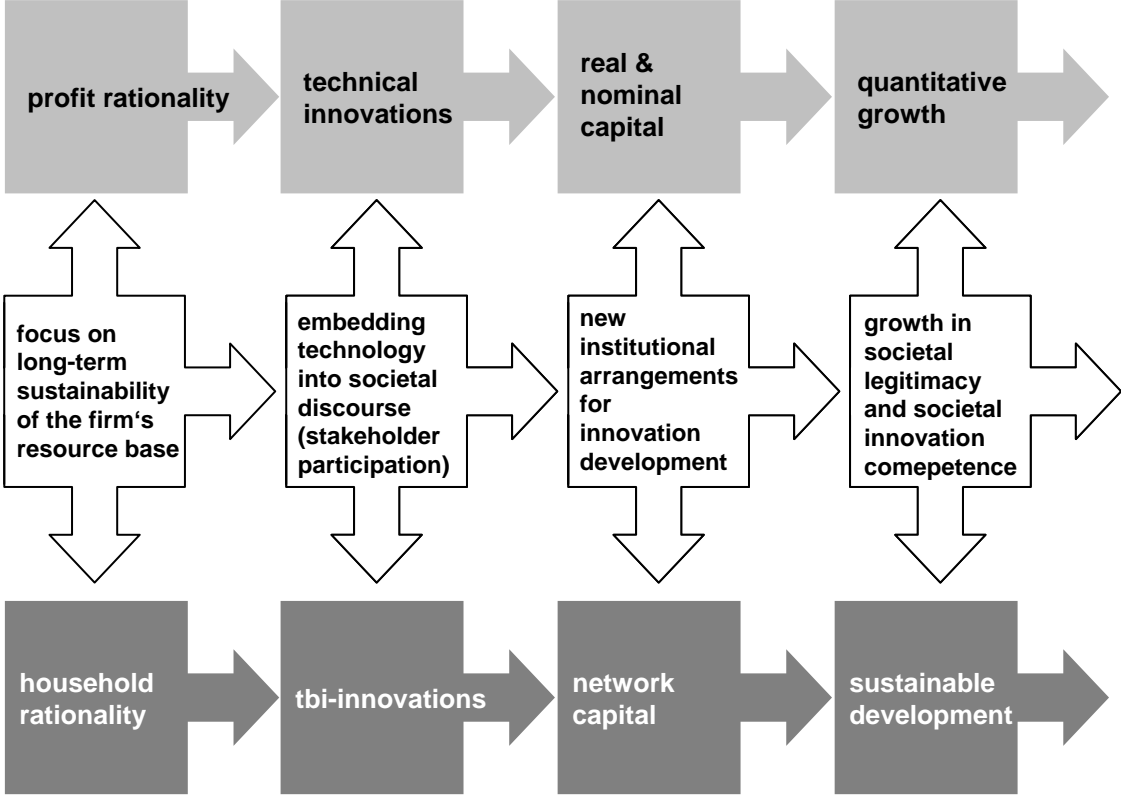 profit rationality
technical
innovations
real &
nominal
capital
quantitative
growth
focus on
long-term
sustainability
of the firm‘s
resource base
embedding
technology
into societal
discourse
(stakeholder
participation)
new
institutional
arrangements
for
innovation
development
growth in
societal
legitimacy
and societal
innovation
comepetence
household
rationality
tbi-innovations
network
capital
sustainable
development